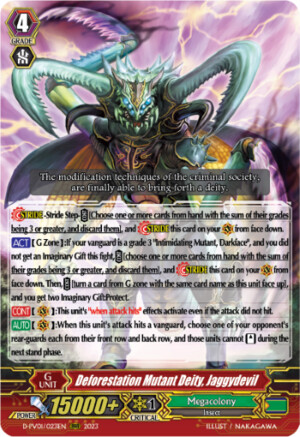 4
GRADE
The modification techniques of the criminal society,
are finally able to bring forth a deity.
STRIDE -Stride Step- [Choose one or more cards from hand with the sum of their grades
being 3 or greater, and discard them], and STRIDE this card on your from face down.
ACT [G Zone]:If your vanguard is a grade 3 "Intimidating Mutant, Darkface", and you did
not get an Imaginary Gift this fight, [choose one or more cards from hand with the sum of
their grades being 3 or greater, and discard them], and STRIDE this card on your from
face down. Then, [turn a card from G zone with the same card name as this unit face up],
and you get two Imaginary Gift:Protect.
CONT :This unit's "when attack hits" effects activate even if the attack did not hit.
AUTO :When this unit's attack hits a vanguard, choose one of your opponent's
rear-guards each from their front row and back row, and those units cannot during the
next stand phase.
G
UNIT
Deforestation Mutant Deity, Jaggydevil
POWER
15000+
1
CRITICAL
Megacolony
Insect
D-PV01/023EN
RRR
2023
ILLUST / NAKAGAWA